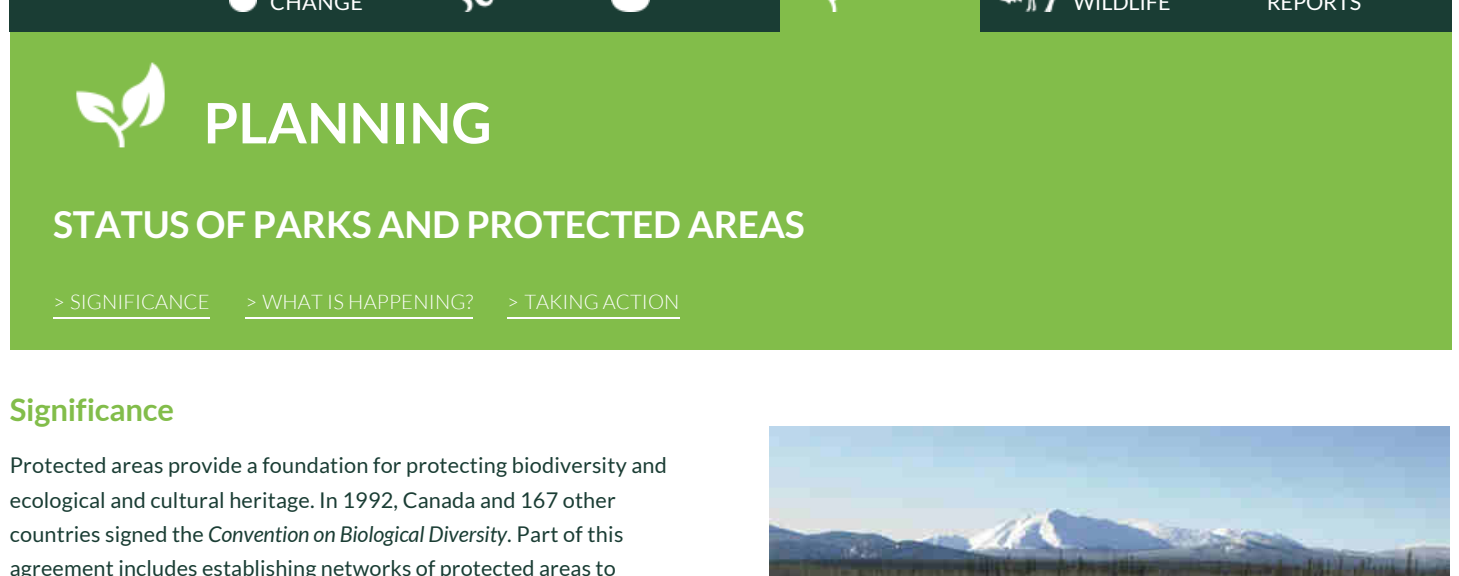 CHANGE
WILDLIFE
REPORTS
PLANNING
STATUS OF PARKS AND PROTECTED AREAS
> SIGNIFICANCE > WHAT IS HAPPENING? > TAKING ACTION
Significance
Protected areas provide a foundation for protecting biodiversity and
ecological and cultural heritage. In 1992, Canada and 167 other
countries signed the Convention on Biological Diversity. Part of this
agreement includes establishing networks of protected areas to